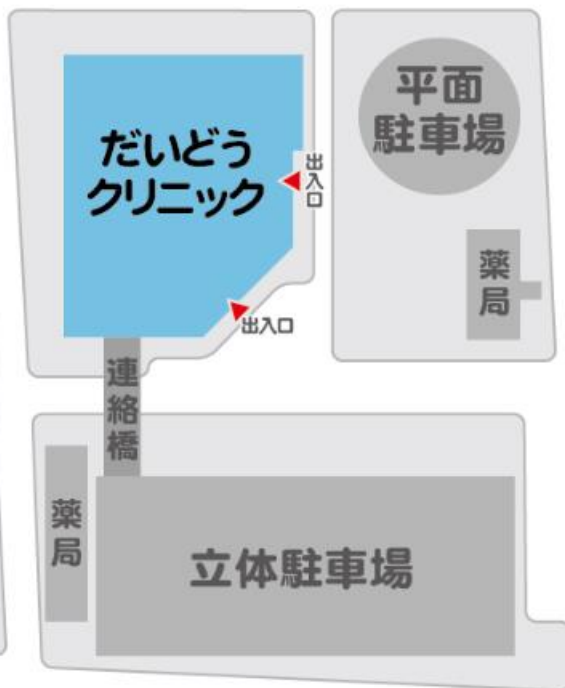 だいどう
クリニック
出入口
出入口
平面
駐車場
薬局
連絡橋
薬局
立体駐車場